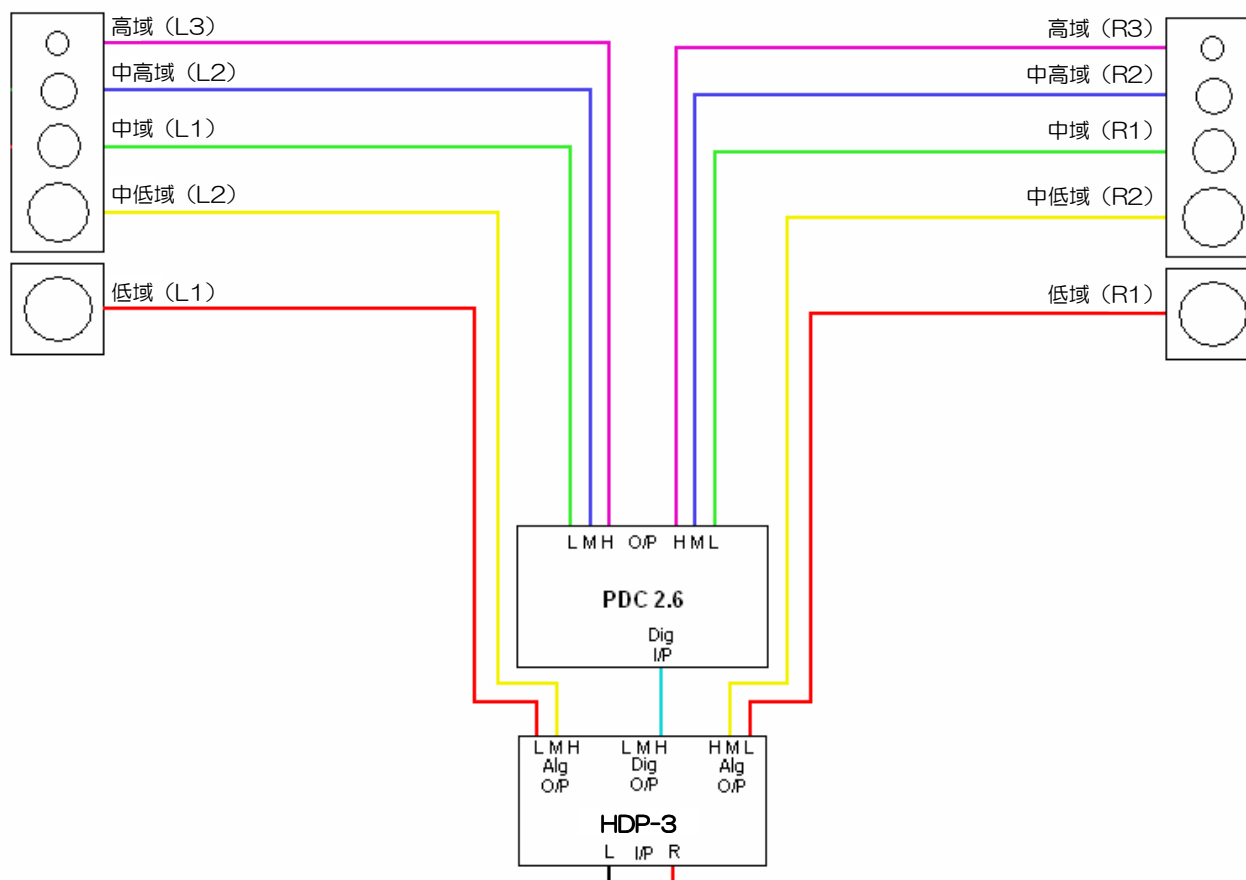 高域（L3）
中高域（L2）
中域（L1）
中低域（L2）
低域（L1）
高域（R3）
中高域（R2）
中域（R1）
中低域（R2）
低域（R1）
L M H O/P H M L
PDC 2.6
Dig
I/P
L M H
Alg
O/P
L M H
Dig
O/P
H M L
Alg
O/P
HDP-3
L I/P R